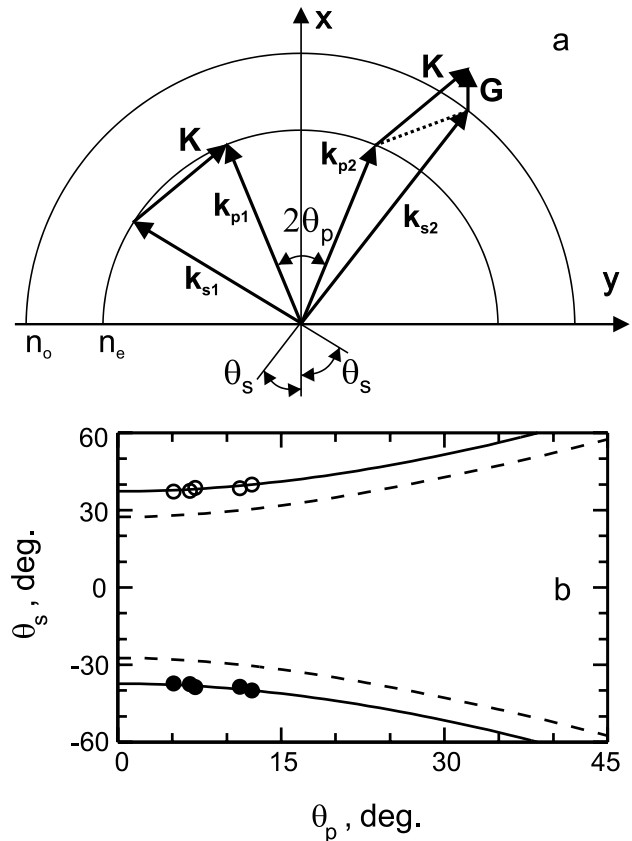 x
a
K
K
G
k_p1
k_p2
2θ_p
k_s1
k_s2
y
n_o
n_e
θ_s
θ_s
60
30
0
-30
-60
θ_s , deg.
b
0
15
30
45
θ_p , deg.